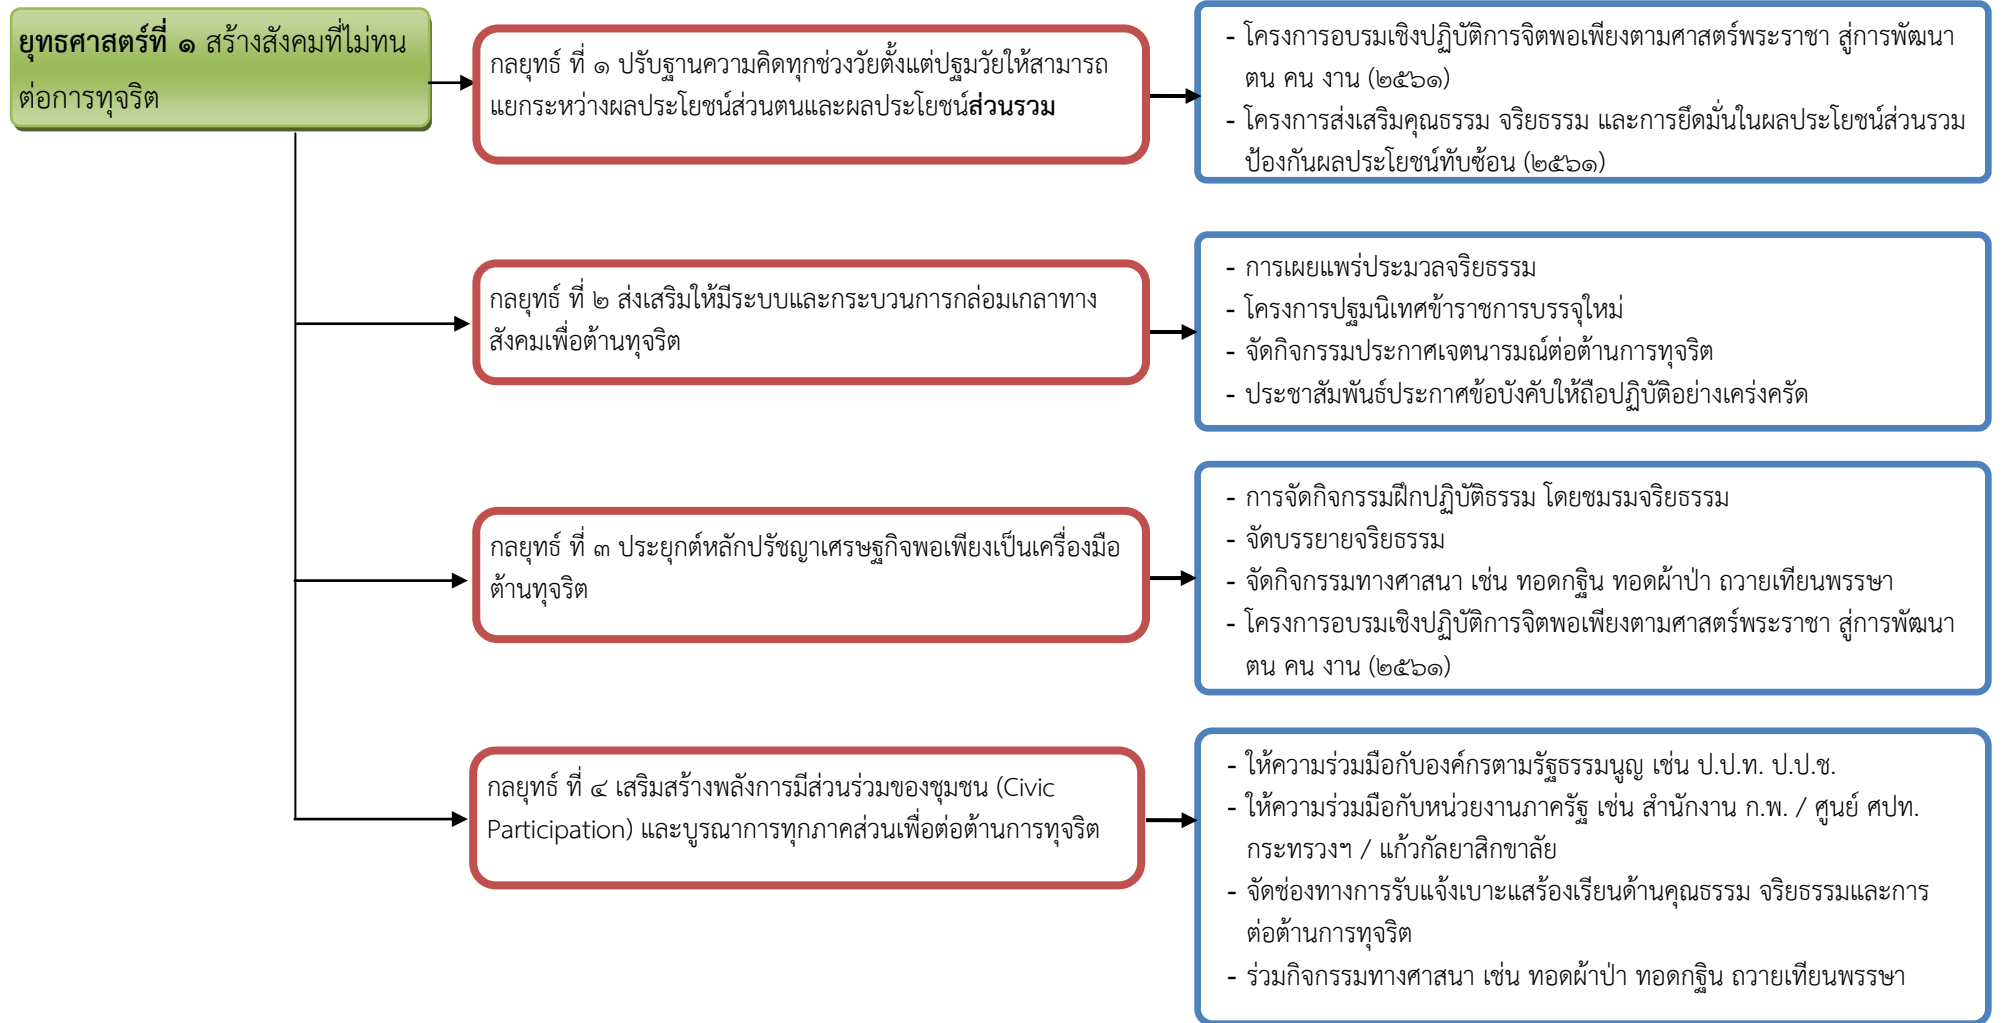 ยุทธศาสตร์ที่ ๑ สร้างสังคมที่ไม่ทน
ต่อการทุจริต
กลยุทธ์ ที่ ๑ ปรับฐานความคิดทุกช่วงวัยตั้งแต่ปฐมวัยให้สามารถ
แยกระหว่างผลประโยชน์ส่วนตนและผลประโยชน์ส่วนรวม
- โครงการอบรมเชิงปฏิบัติการจิตพอเพียงตามศาสตร์พระราชา สู่การพัฒนา
ตน คน งาน (๒๕๖๑)
- โครงการส่งเสริมคุณธรรม จริยธรรม และการยึดมั่นในผลประโยชน์ส่วนรวม
ป้องกันผลประโยชน์ทับซ้อน (๒๕๖๑)
กลยุทธ์ ที่ ๒ ส่งเสริมให้มีระบบและกระบวนการกล่อมเกลาทาง
สังคมเพื่อต้านทุจริต
- การเผยแพร่ประมวลจริยธรรม
- โครงการปฐมนิเทศข้าราชการบรรจุใหม่
- จัดกิจกรรมประกาศเจตนารมณ์ต่อต้านการทุจริต
- ประชาสัมพันธ์ประกาศข้อบังคับให้ถือปฏิบัติอย่างเคร่งครัด
กลยุทธ์ ที่ ๓ ประยุกต์หลักปรัชญาเศรษฐกิจพอเพียงเป็นเครื่องมือ
ต้านทุจริต
- การจัดกิจกรรมฝึกปฏิบัติธรรม โดยชมรมจริยธรรม
- จัดบรรยายจริยธรรม
- จัดกิจกรรมทางศาสนา เช่น ทอดกฐิน ทอดผ้าป่า ถวายเทียนพรรษา
- โครงการอบรมเชิงปฏิบัติการจิตพอเพียงตามศาสตร์พระราชา สู่การพัฒนา
ตน คน งาน (๒๕๖๑)
กลยุทธ์ ที่ ๔ เสริมสร้างพลังการมีส่วนร่วมของชุมชน (Civic
Participation) และบูรณาการทุกภาคส่วนเพื่อต่อต้านการทุจริต
- ให้ความร่วมมือกับองค์กรตามรัฐธรรมนูญ เช่น ป.ป.ท. ป.ป.ช.
- ให้ความร่วมมือกับหน่วยงานภาครัฐ เช่น สำนักงาน ก.พ. / ศูนย์ ศปท.
กระทรวงฯ / แก้วกัลยาสิกขาลัย
- จัดช่องทางการรับแจ้งเบาะแสร้องเรียนด้านคุณธรรม จริยธรรมและการ
ต่อต้านการทุจริต
- ร่วมกิจกรรมทางศาสนา เช่น ทอดผ้าป่า ทอดกฐิน ถวายเทียนพรรษา